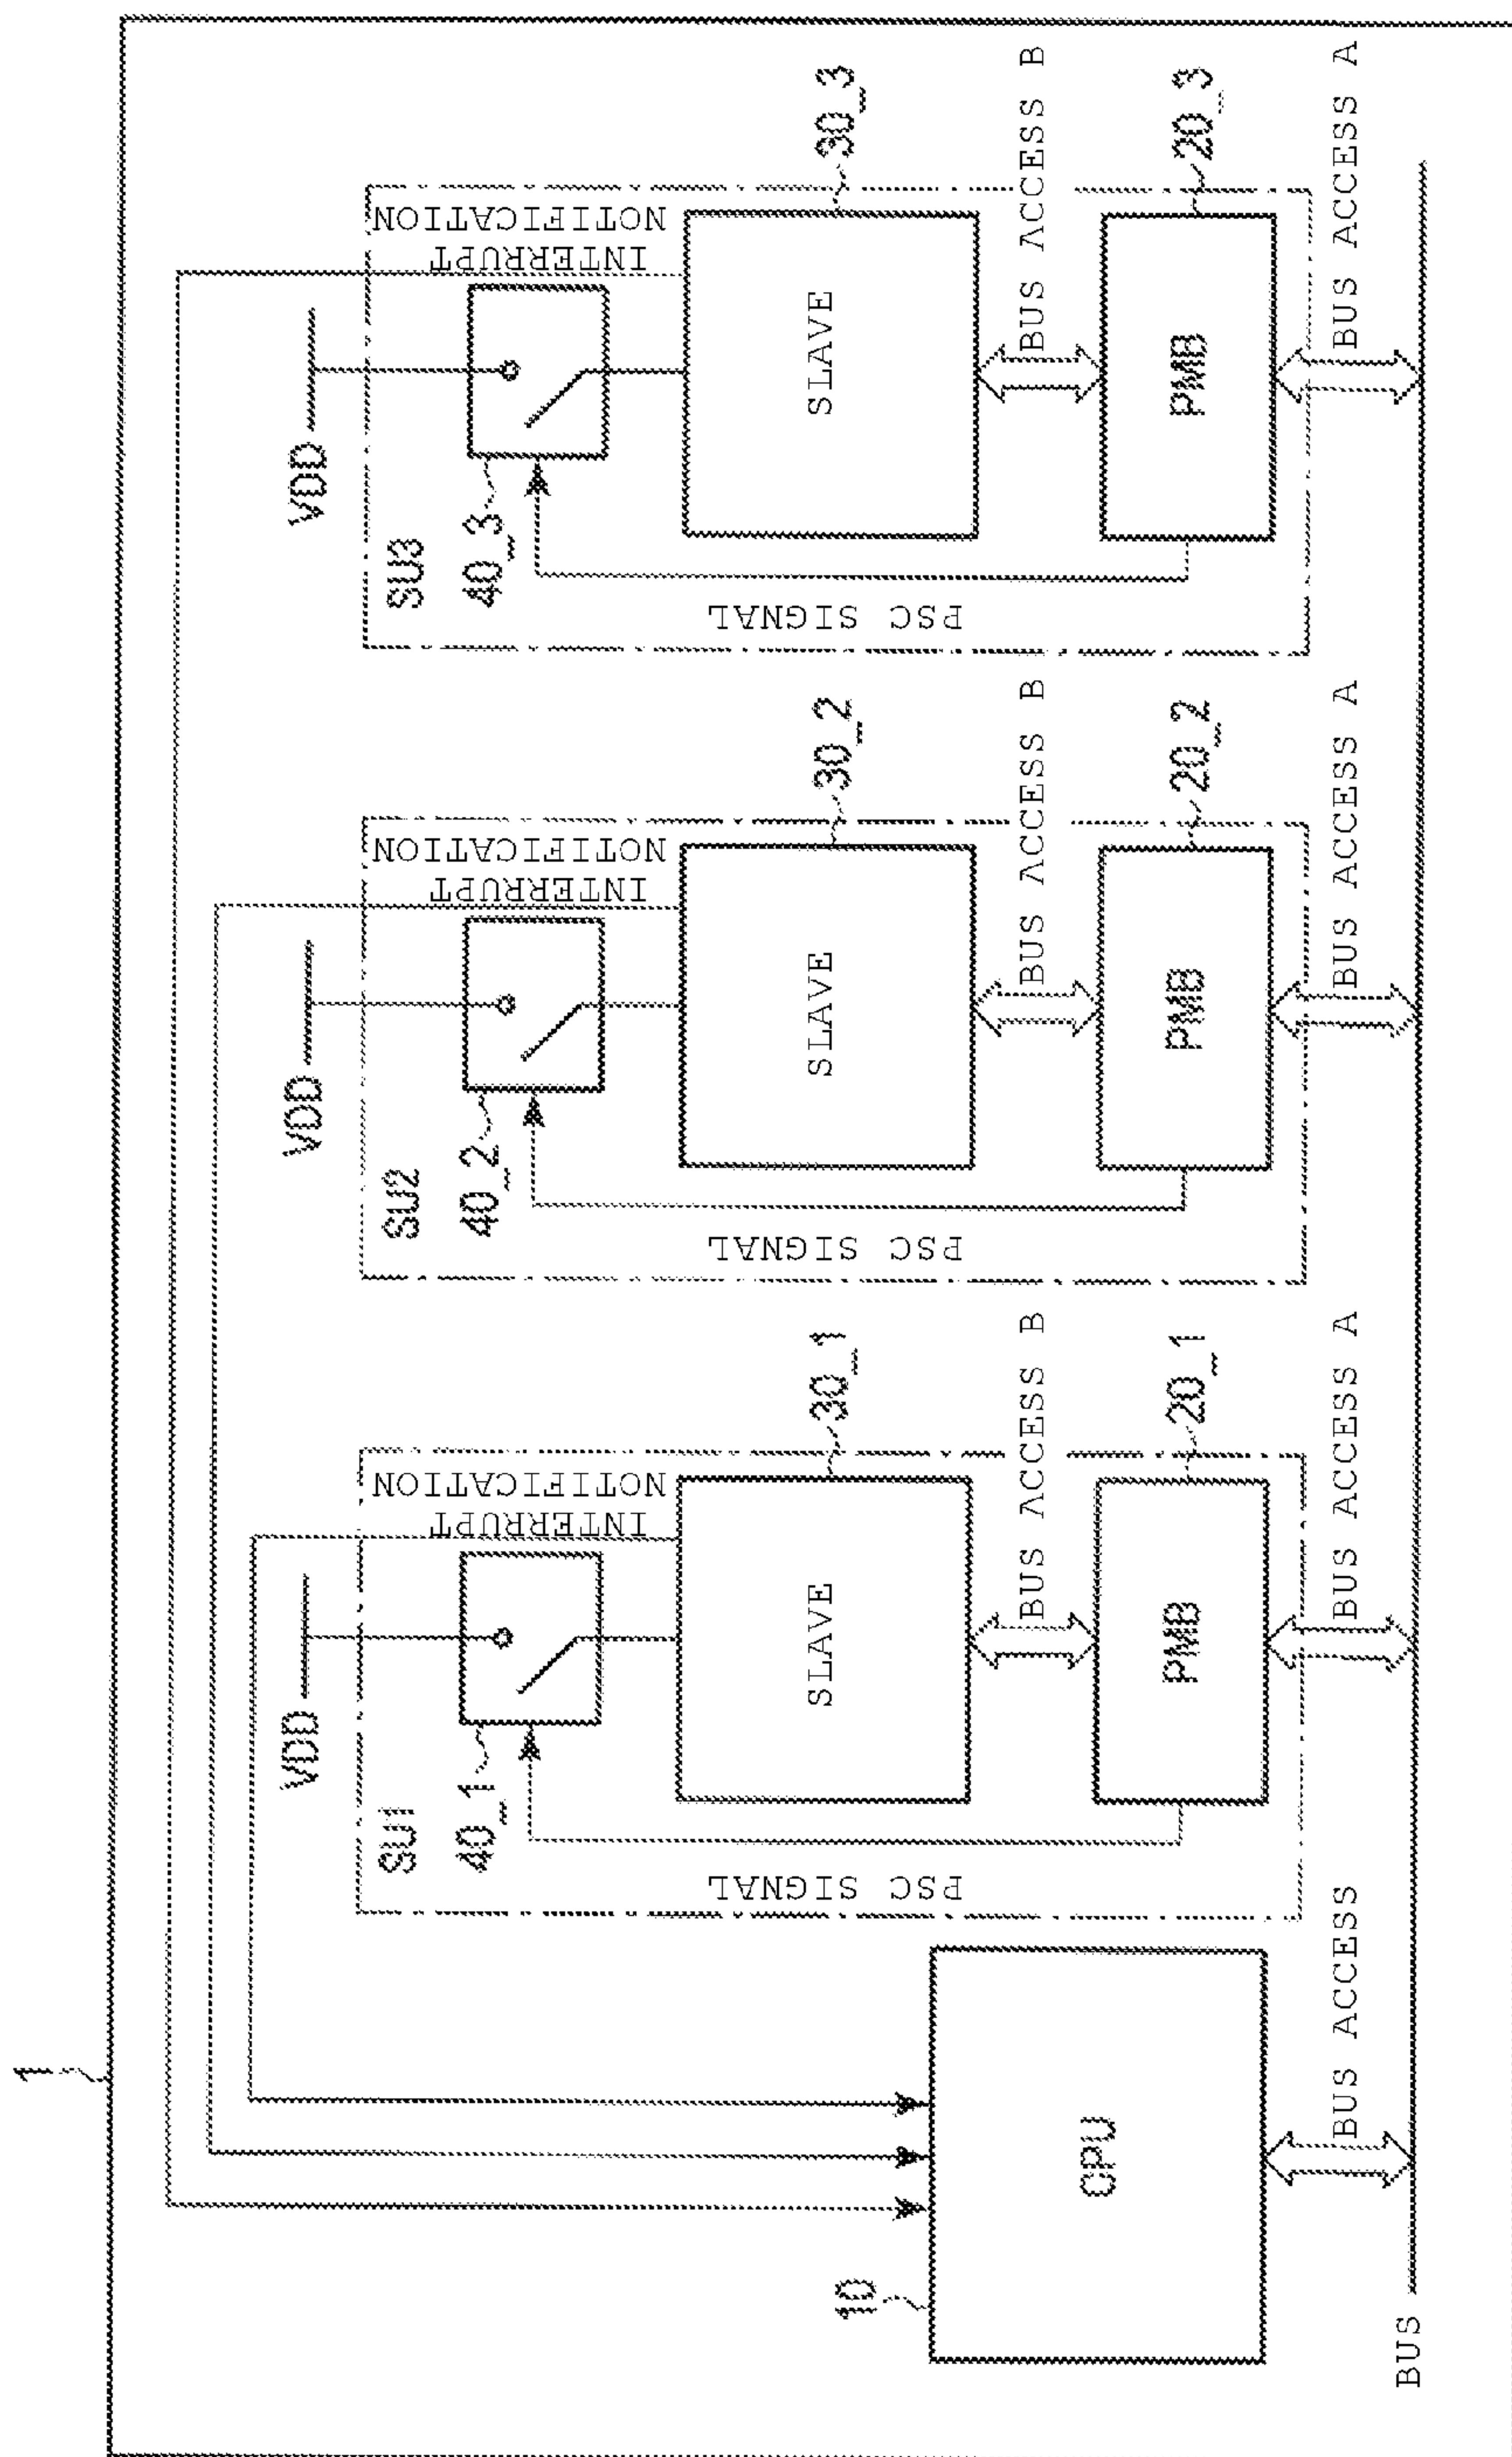 1
10
CPU
BUS ACCESS
BUS
VDD
SU1
40_1
INTERRUPT
NOTIFICATION
PSC SIGNAL
SLAVE
30_1
BUS ACCESS B
PMB
20_1
BUS ACCESS A
VDD
SU2
40_2
INTERRUPT
NOTIFICATION
PSC SIGNAL
SLAVE
30_2
BUS ACCESS B
PMB
20_2
BUS ACCESS A
VDD
SU3
40_3
INTERRUPT
NOTIFICATION
PSC SIGNAL
SLAVE
30_3
BUS ACCESS B
PMB
20_3
BUS ACCESS A